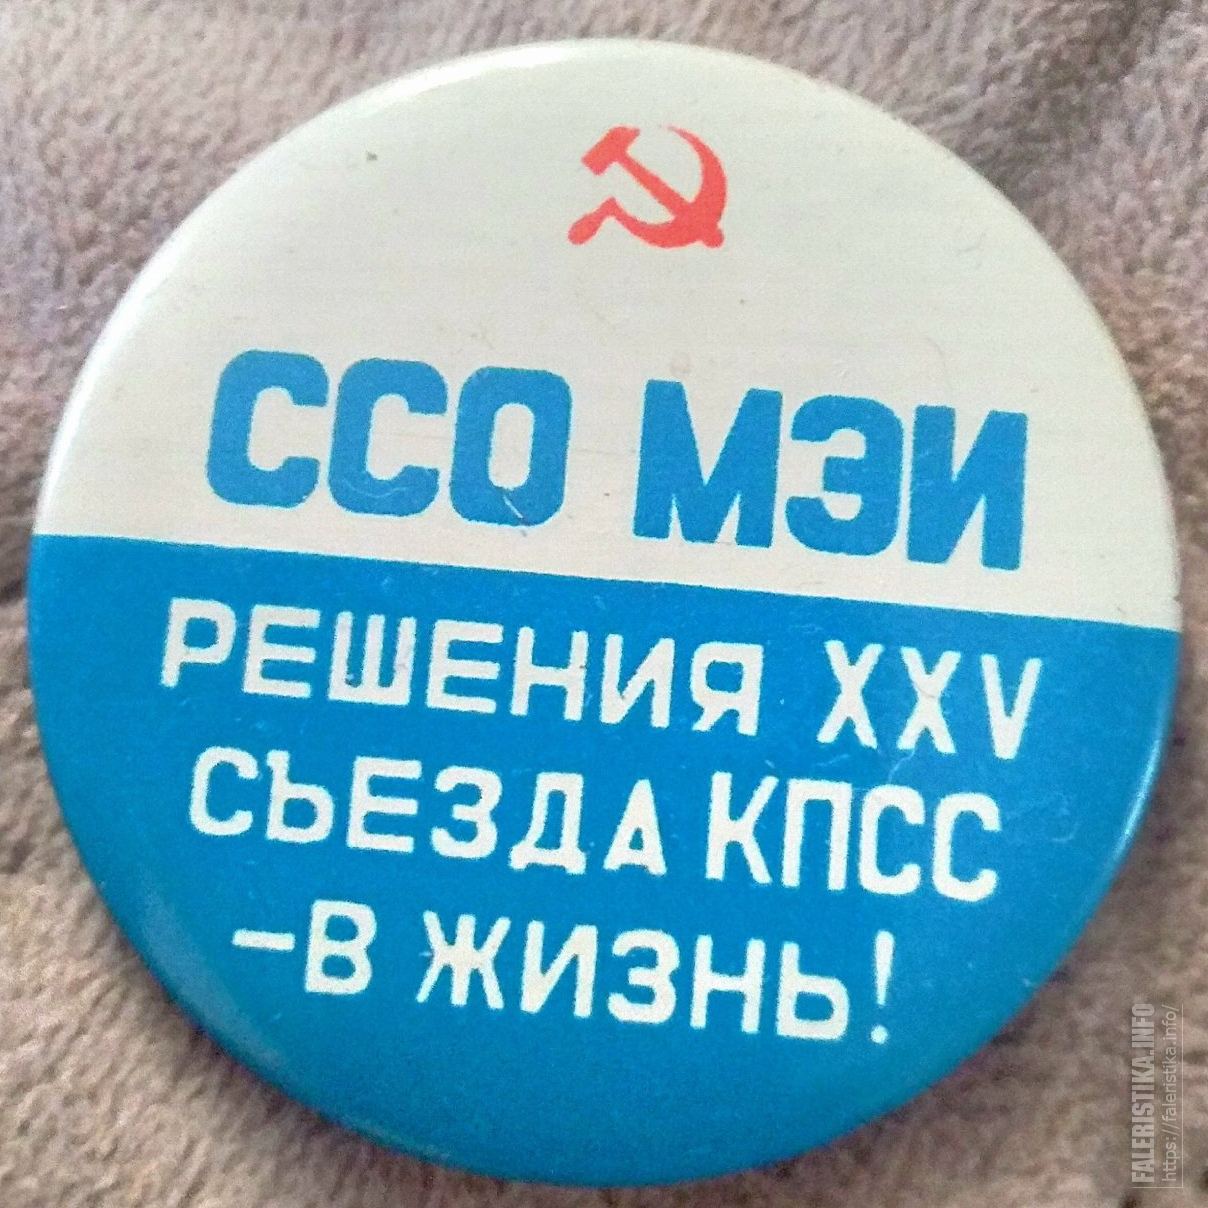 ССО МЭИ
РЕШЕНИЯ XXV
СЪЕЗДА КПСС
–В ЖИЗНЬ!
FALERISTIKA.INFO
https://faleristika.info/